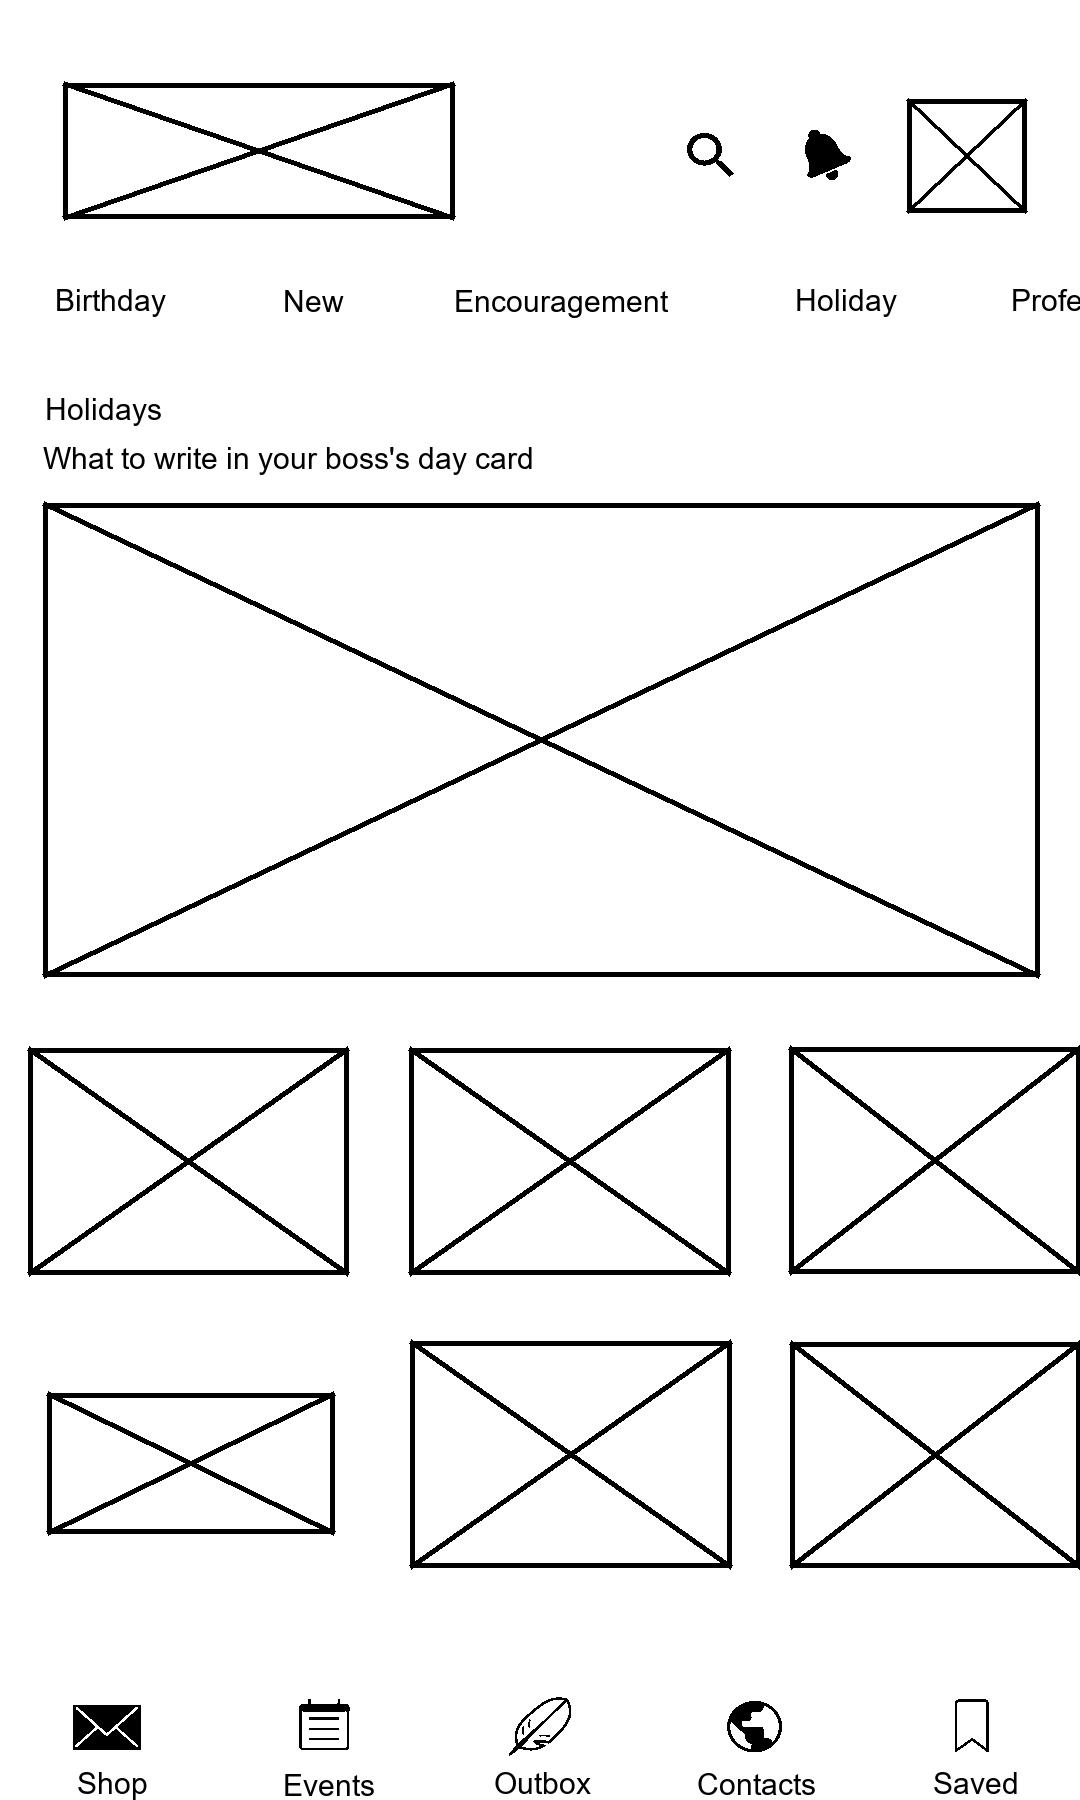 Birthday New Encouragement Holiday Profe
Holidays
What to write in your boss's day card
Shop Events Outbox Contacts Saved